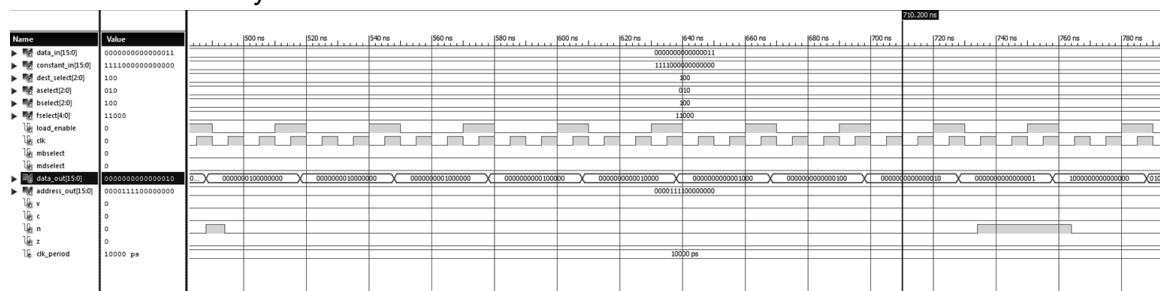 710.200 ns
Name Value 500 ns 520 ns 540 ns 560 ns 580 ns 600 ns 620 ns 640 ns 660 ns 680 ns 700 ns 720 ns 740 ns 760 ns 780 ns
data_in[15:0] 0000000000000011 0000000000000011
constant_in[15:0] 1111000000000000 1111000000000000
dest_select[2:0] 100 100
aselect[2:0] 010 010
bselect[2:0] 100 100
fselect[4:0] 11000 11000
load_enable 0
clk 0
mbselect 0
mdselect 0
data_out[15:0] 0000000000000010 0... 0000000100000000 0000000010000000 0000000001000000 0000000000100000 0000000000010000 0000000000001000 0000000000000100 0000000000000010 0000000000000001 1000000000000000 010
address_out[15:0] 0000111100000000 0000111100000000
v 0
c 0
n 0
z 0
clk_period 10000 ps 10000 ps